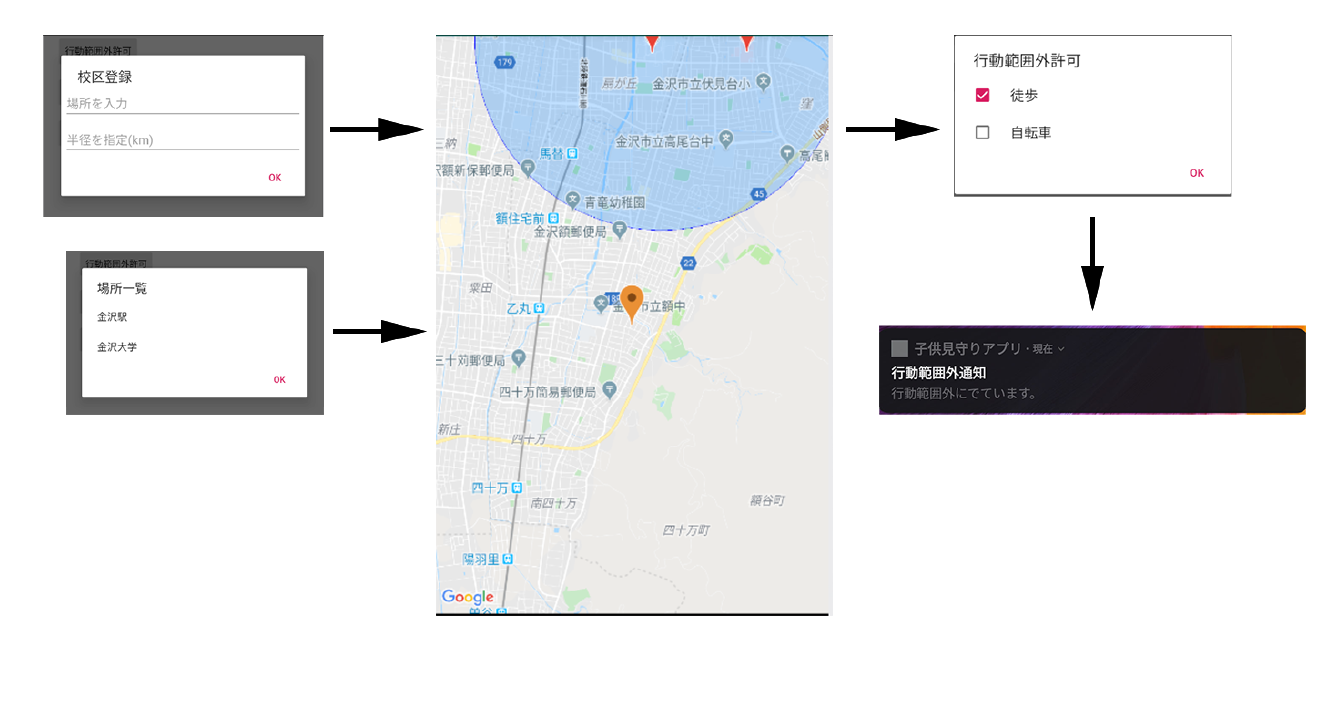 行動範囲外許可
校区登録
場所を入力
半径を指定(km)
OK
行動範囲外許可
場所一覧
金沢駅
金沢大学
OK
179
扇が丘
金沢市立伏見台小
窪
三納
金沢市立高尾台中
馬替
高尾
沢額新保郵便局
45
青竜幼稚園
額住宅前
金沢額郵便局
22
粟田
乙丸
金沢市立額中
三十苅郵便局
四十万簡易郵便局
新庄
四十万
四十万
南四十万
額谷町
四十万町
陽羽里
Google
曽谷
行動範囲外許可
徒歩
自転車
OK
子供見守りアプリ・現在
行動範囲外通知
行動範囲外にでています。